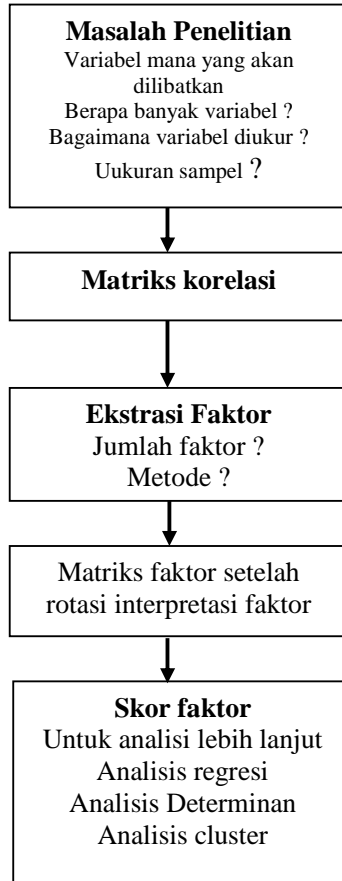 Masalah Penelitian
Variabel mana yang akan
dilibatkan
Berapa banyak variabel ?
Bagaimana variabel diukur ?
Uukuran sampel ?
Matriks korelasi
Ekstrasi Faktor
Jumlah faktor ?
Metode ?
Matriks faktor setelah
rotasi interpretasi faktor
Skor faktor
Untuk analisi lebih lanjut
Analisis regresi
Analisis Determinan
Analisis cluster